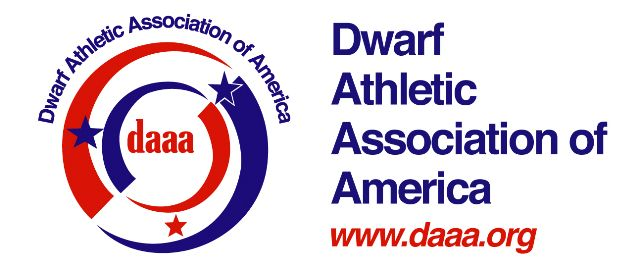 Dwarf Athletic Association of America
daaa
Dwarf
Athletic
Association of
America
www.daaa.org